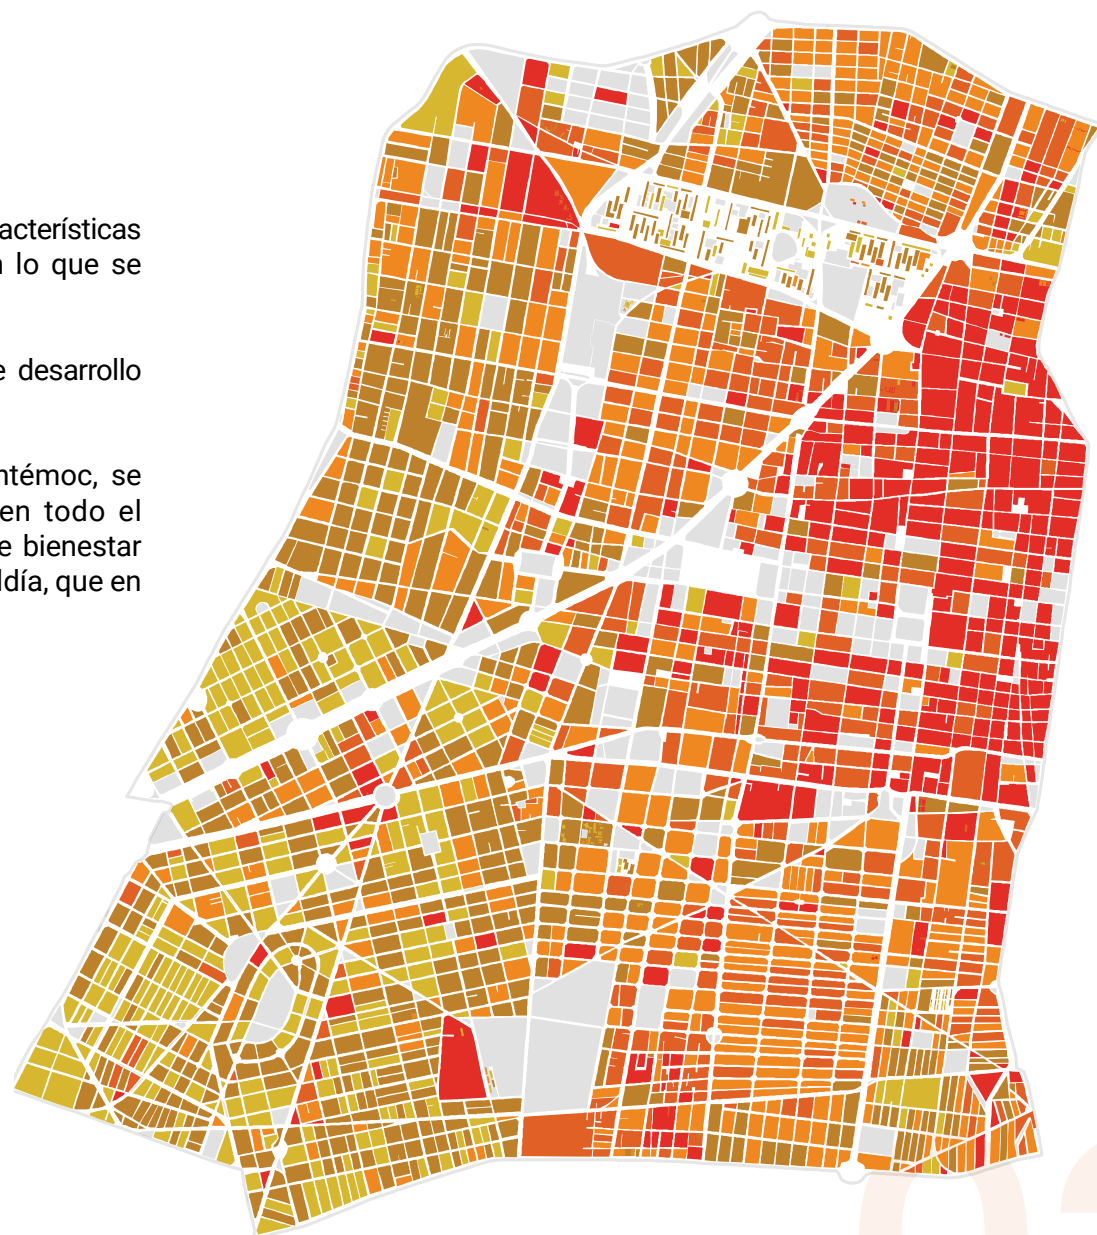 acterísticas
lo que se
desarrollo
ntémoc, se
en todo el
bienestar
ldía, que en